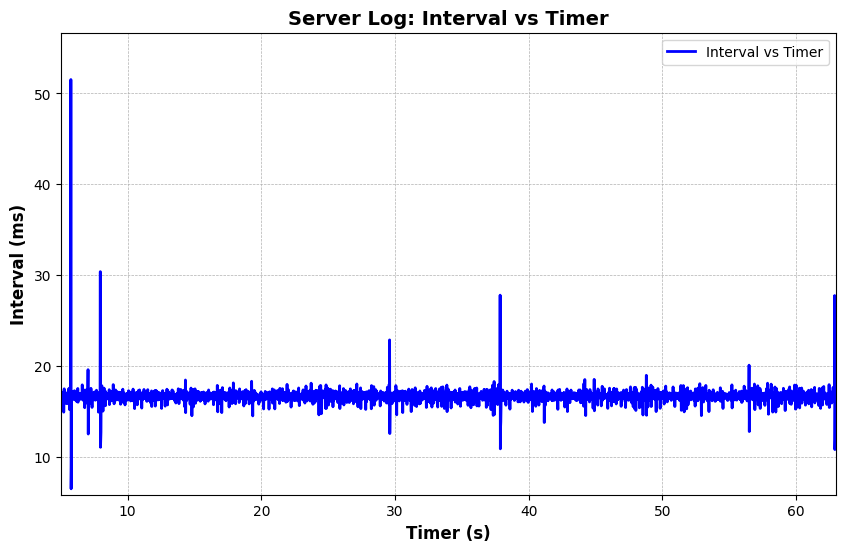 Server Log: Interval vs Timer
Interval vs Timer
50
40
30
20
10
Interval (ms)
10 20 30 40 50 60
Timer (s)